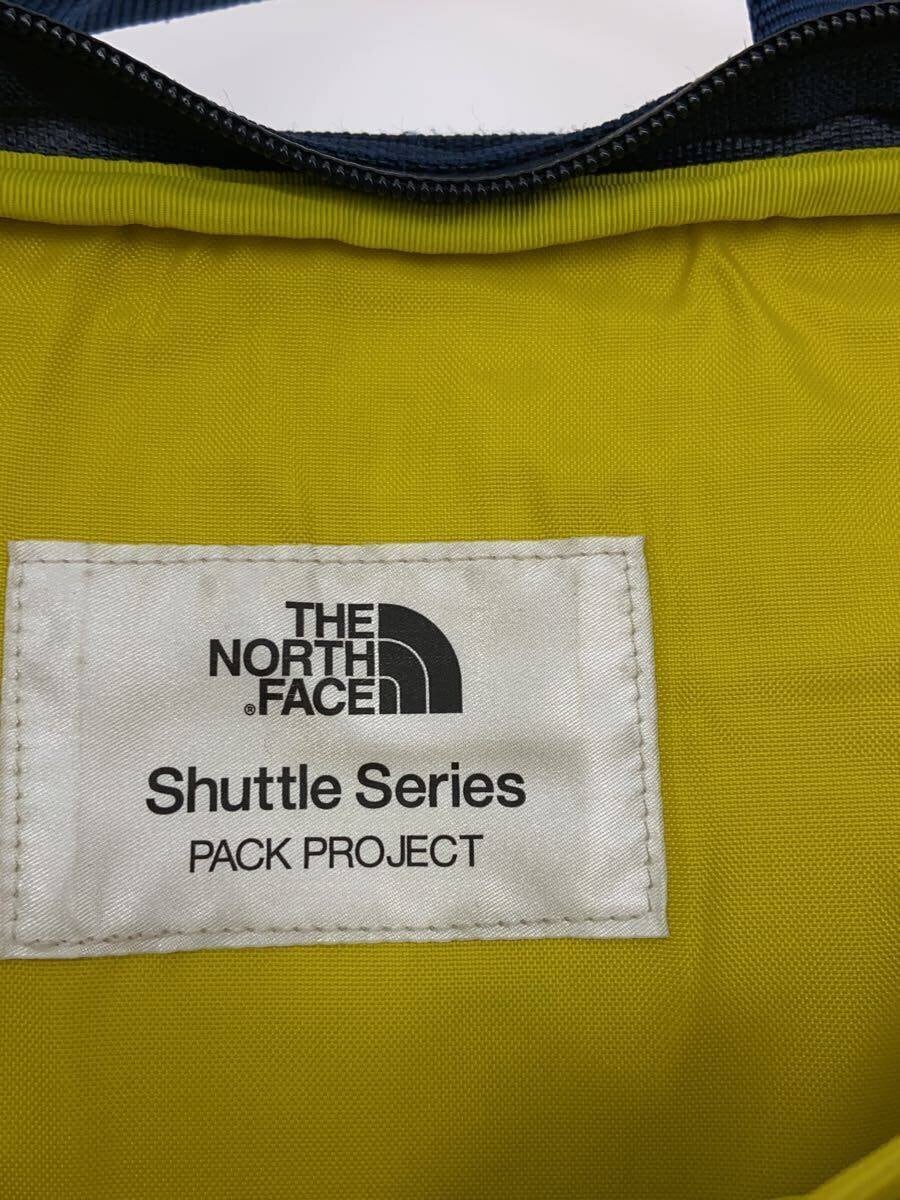 THE
NORTH
®FACE
Shuttle Series
PACK PROJECT